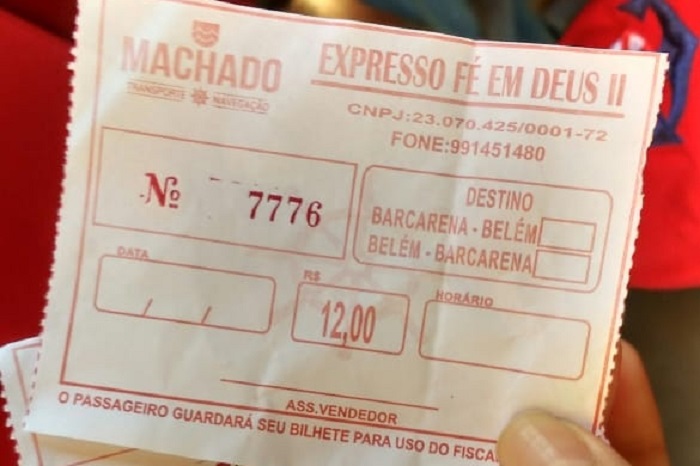 MACHADO
TRANSPORTE NAVEGAÇÃO
EXPRESSO FÉ EM DEUS II
CNPJ:23.070.425/0001-72
FONE:991451480
Nº 7776
DESTINO
BARCARENA - BELÉM
BELÉM - BARCARENA
DATA
/ /
R$
12,00
HORÁRIO
ASS.VENDEDOR
O PASSAGEIRO GUARDARÁ SEU BILHETE PARA USO DO